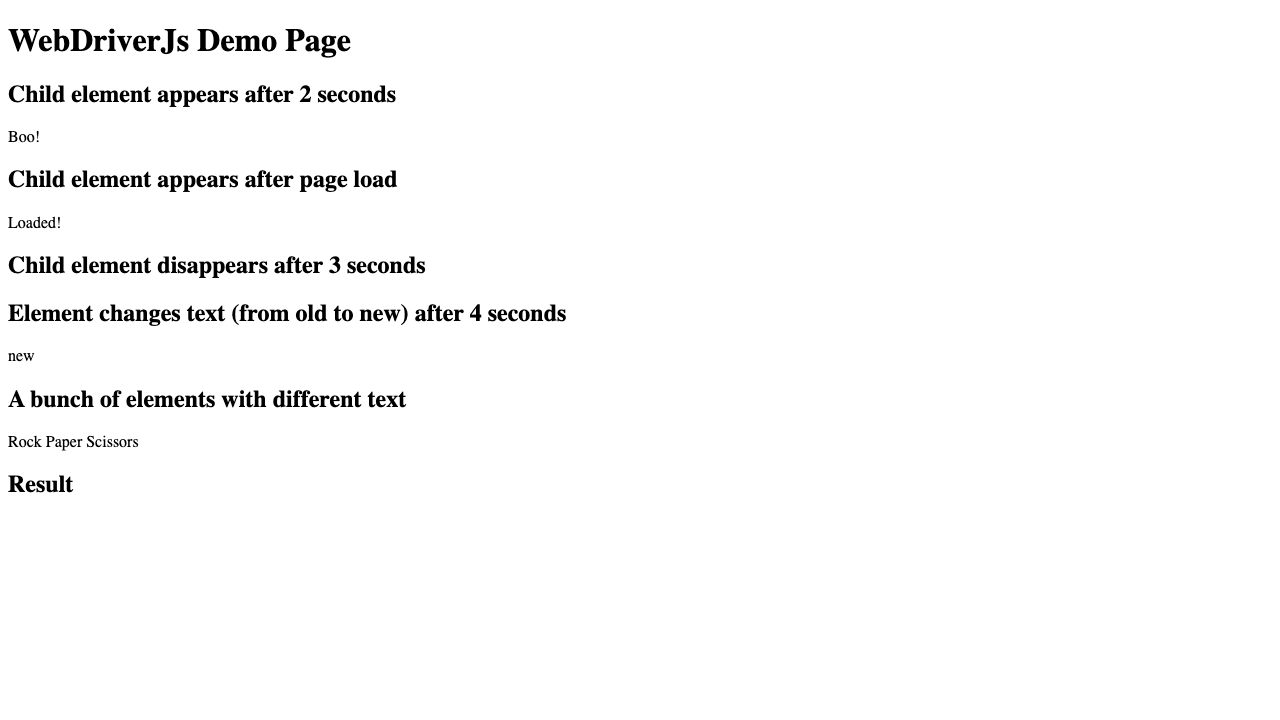 WebDriverJs Demo Page
Child element appears after 2 seconds
Boo!
Child element appears after page load
Loaded!
Child element disappears after 3 seconds
Element changes text (from old to new) after 4 seconds
new
A bunch of elements with different text
Rock Paper Scissors
Result